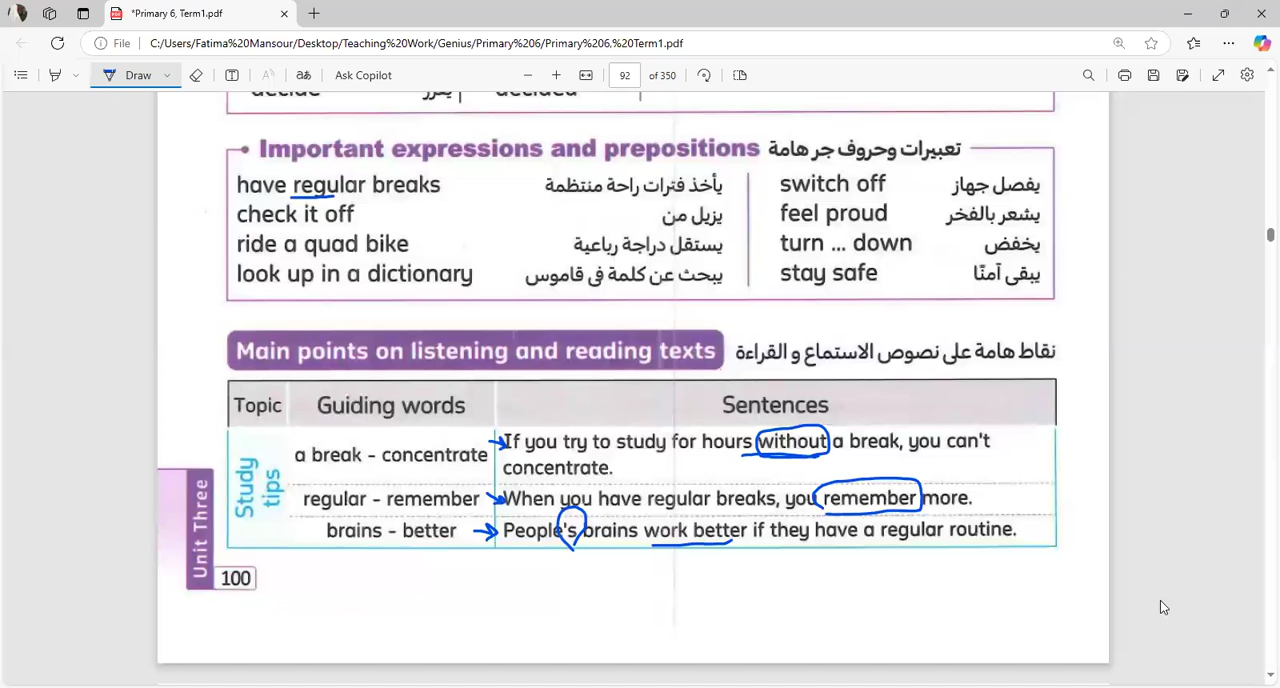 *Primary 6, Term1.pdf
File C:/Users/Fatima%20Mansour/Desktop/Teaching%20Work/Genius/Primary%206/Primary%206.%20Term1.pdf
Draw ãã Ask Copilot 92 of 350
decide يقرر decided
• Important expressions and prepositions تعبيرات وحروف جر هامة
have regular breaks يأخذ فترات راحة منتظمة switch off يفصل جهاز
check it off يزيل من feel proud يشعر بالفخر
ride a quad bike يستقل دراجة رباعية turn ... down يخفض
look up in a dictionary يبحث عن كلمة فى قاموس stay safe يبقى آمنًا
Main points on listening and reading texts نقاط هامة على نصوص الاستماع و القراءة
Topic Guiding words Sentences
Study tips
a break - concentrate If you try to study for hours without a break, you can't
concentrate.
regular - remember When you have regular breaks, you remember more.
brains - better People's brains work better if they have a regular routine.
Unit Three
100